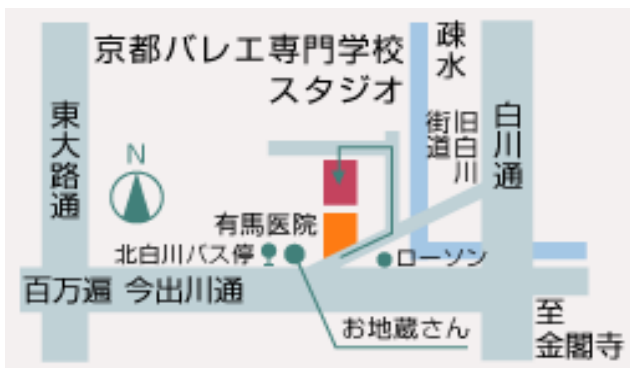 京都バレエ専門学校
スタジオ
疎水
旧白川
街道
白川通
東大路通
N
有馬医院
北白川バス停
ローソン
百万遍 今出川通
お地蔵さん
至
金閣寺